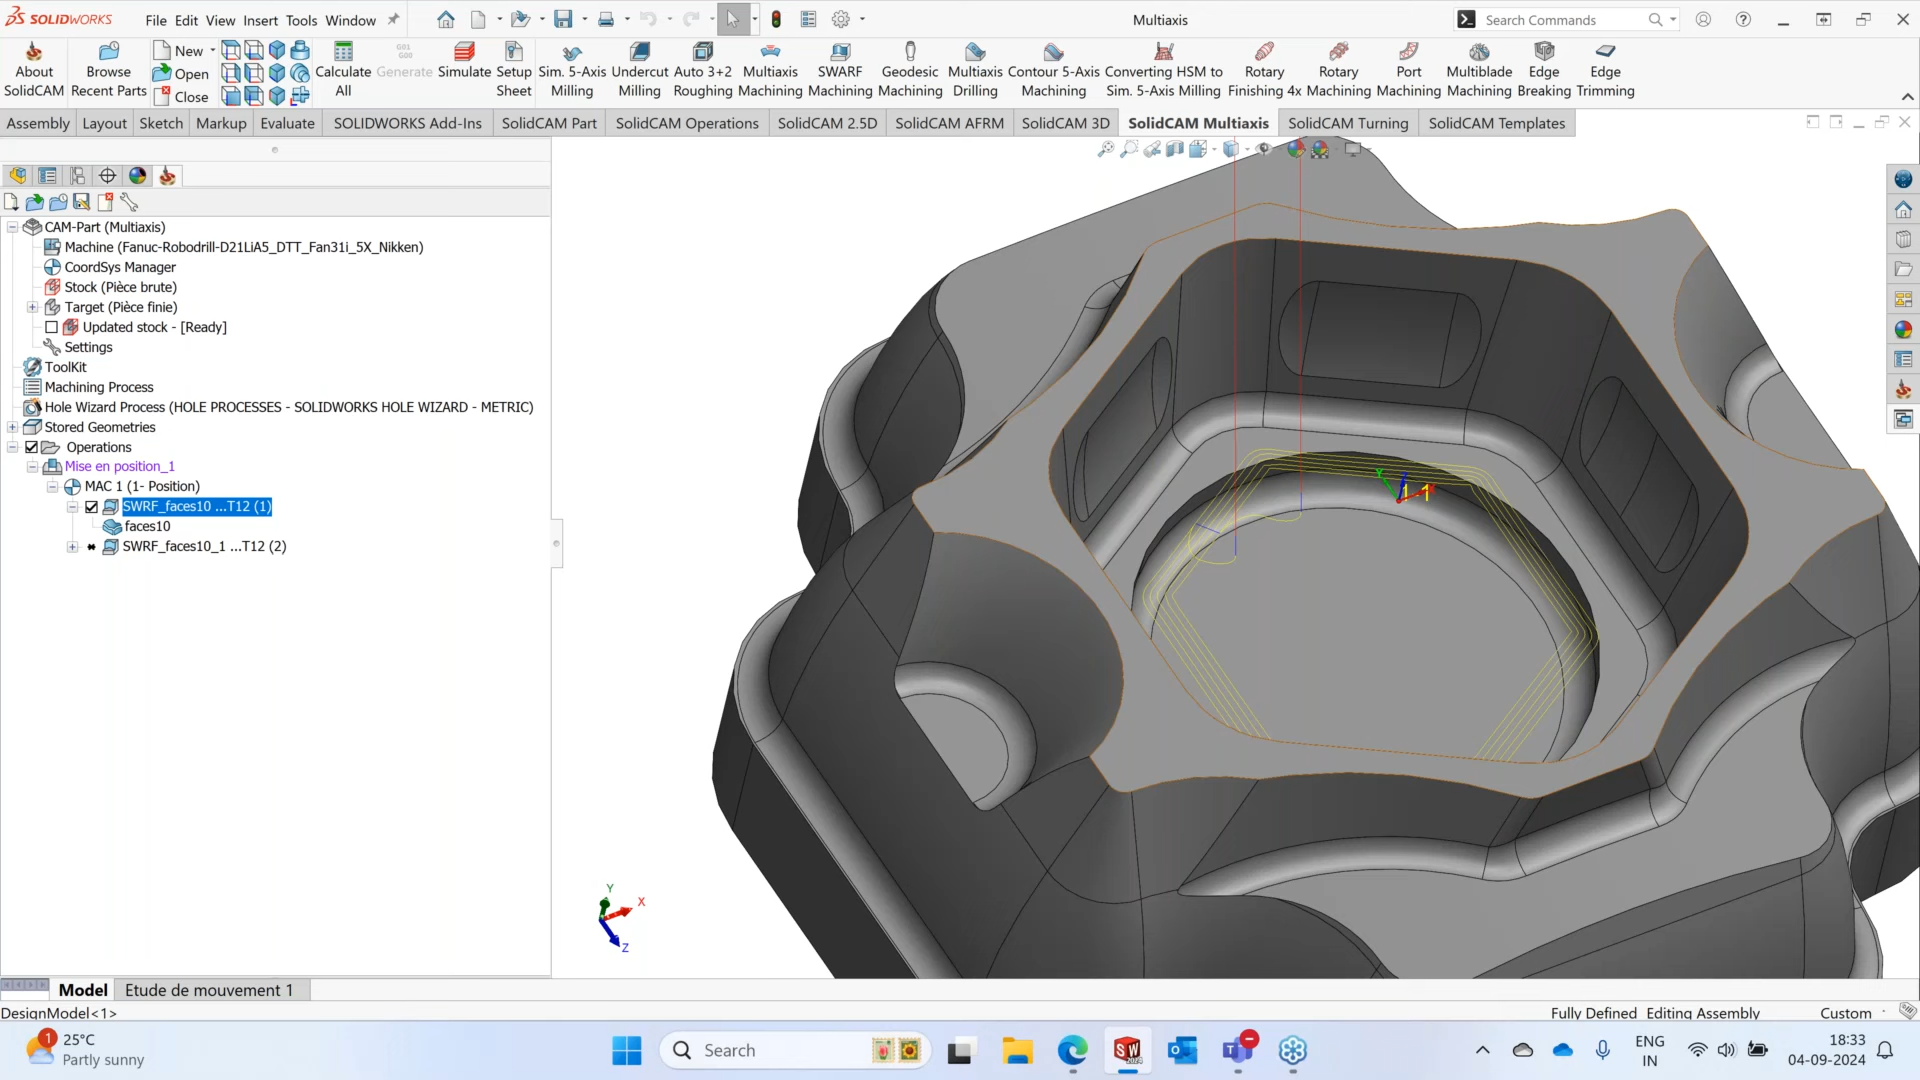 SOLIDWORKS File Edit View Insert Tools Window Multiaxis Search Commands
About SolidCAM
Browse Recent Parts
New
Open
Close
Calculate All
Generate
Simulate
Setup Sheet
Sim. 5-Axis Milling
Undercut Milling
Auto 3+2 Roughing
Multiaxis Machining
SWARF Machining
Geodesic Machining
Multiaxis Drilling
Contour 5-Axis Machining
Converting HSM to Sim. 5-Axis Milling
Rotary Finishing 4x
Rotary Machining
Port Machining
Multiblade Machining
Edge Breaking
Edge Trimming
G01
G00
Assembly Layout Sketch Markup Evaluate SOLIDWORKS Add-Ins SolidCAM Part SolidCAM Operations SolidCAM 2.5D SolidCAM AFRM SolidCAM 3D SolidCAM Multiaxis SolidCAM Turning SolidCAM Templates
CAM-Part (Multiaxis)
Machine (Fanuc-Robodrill-D21LiA5_DTT_Fan31i_5X_Nikken)
CoordSys Manager
Stock (Pièce brute)
Target (Pièce finie)
Updated stock - [Ready]
Settings
ToolKit
Machining Process
Hole Wizard Process (HOLE PROCESSES - SOLIDWORKS HOLE WIZARD - METRIC)
Stored Geometries
Operations
Mise en position_1
MAC 1 (1- Position)
SWRF_faces10 ...T12 (1)
faces10
SWRF_faces10_1 ...T12 (2)
Y
X
Z
Model Etude de mouvement 1
DesignModel<1> Fully Defined Editing Assembly Custom
1
25°C
Partly sunny
Search
SW
2024
ENG
IN
18:33
04-09-2024